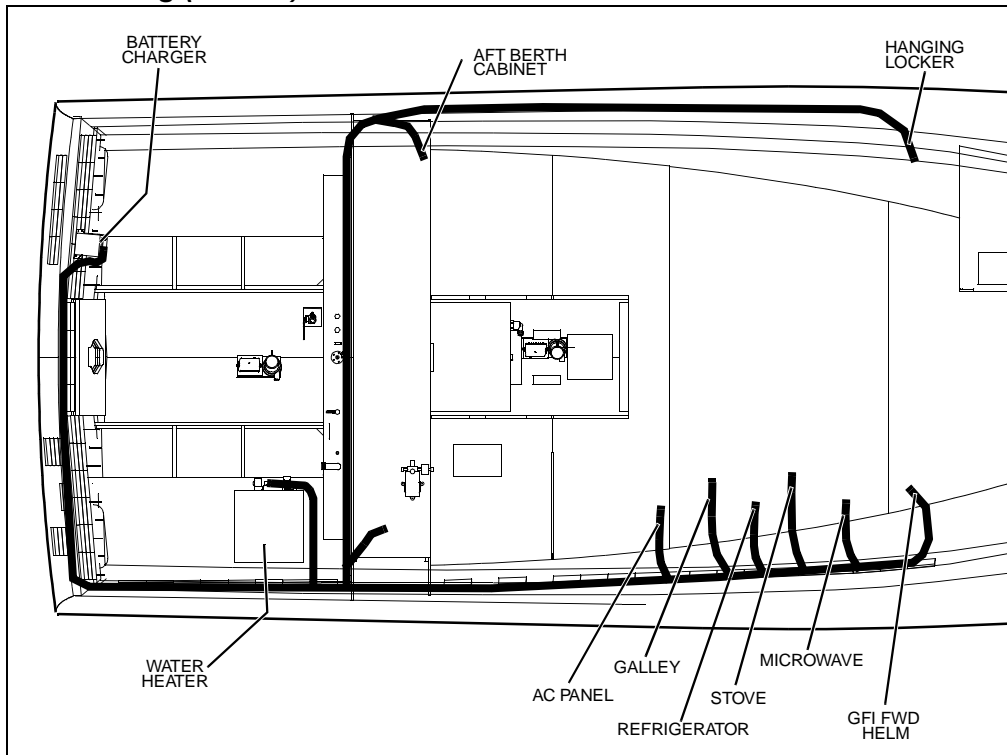 BATTERY
CHARGER
AFT BERTH
CABINET
HANGING
LOCKER
WATER
HEATER
AC PANEL
GALLEY
REFRIGERATOR
STOVE
MICROWAVE
GFI FWD
HELM